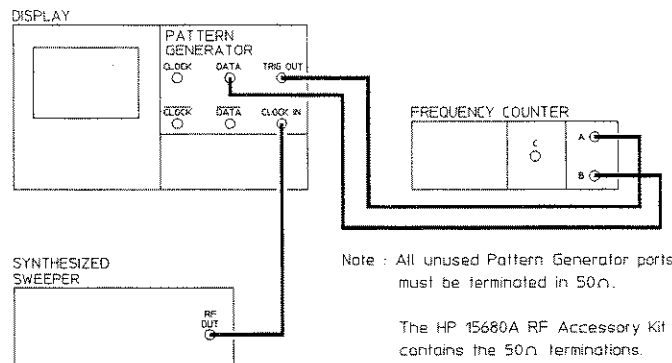 DISPLAY
PATTERN
GENERATOR
CLOCK DATA TRIG OUT
CLOCK DATA CLOCK IN
FREQUENCY COUNTER
C
A
B
SYNTHESIZED
SWEEPER
RF
OUT
Note : All unused Pattern Generator ports
must be terminated in 50Ω.
The HP 15680A RF Accessory Kit
contains the 50Ω terminations.